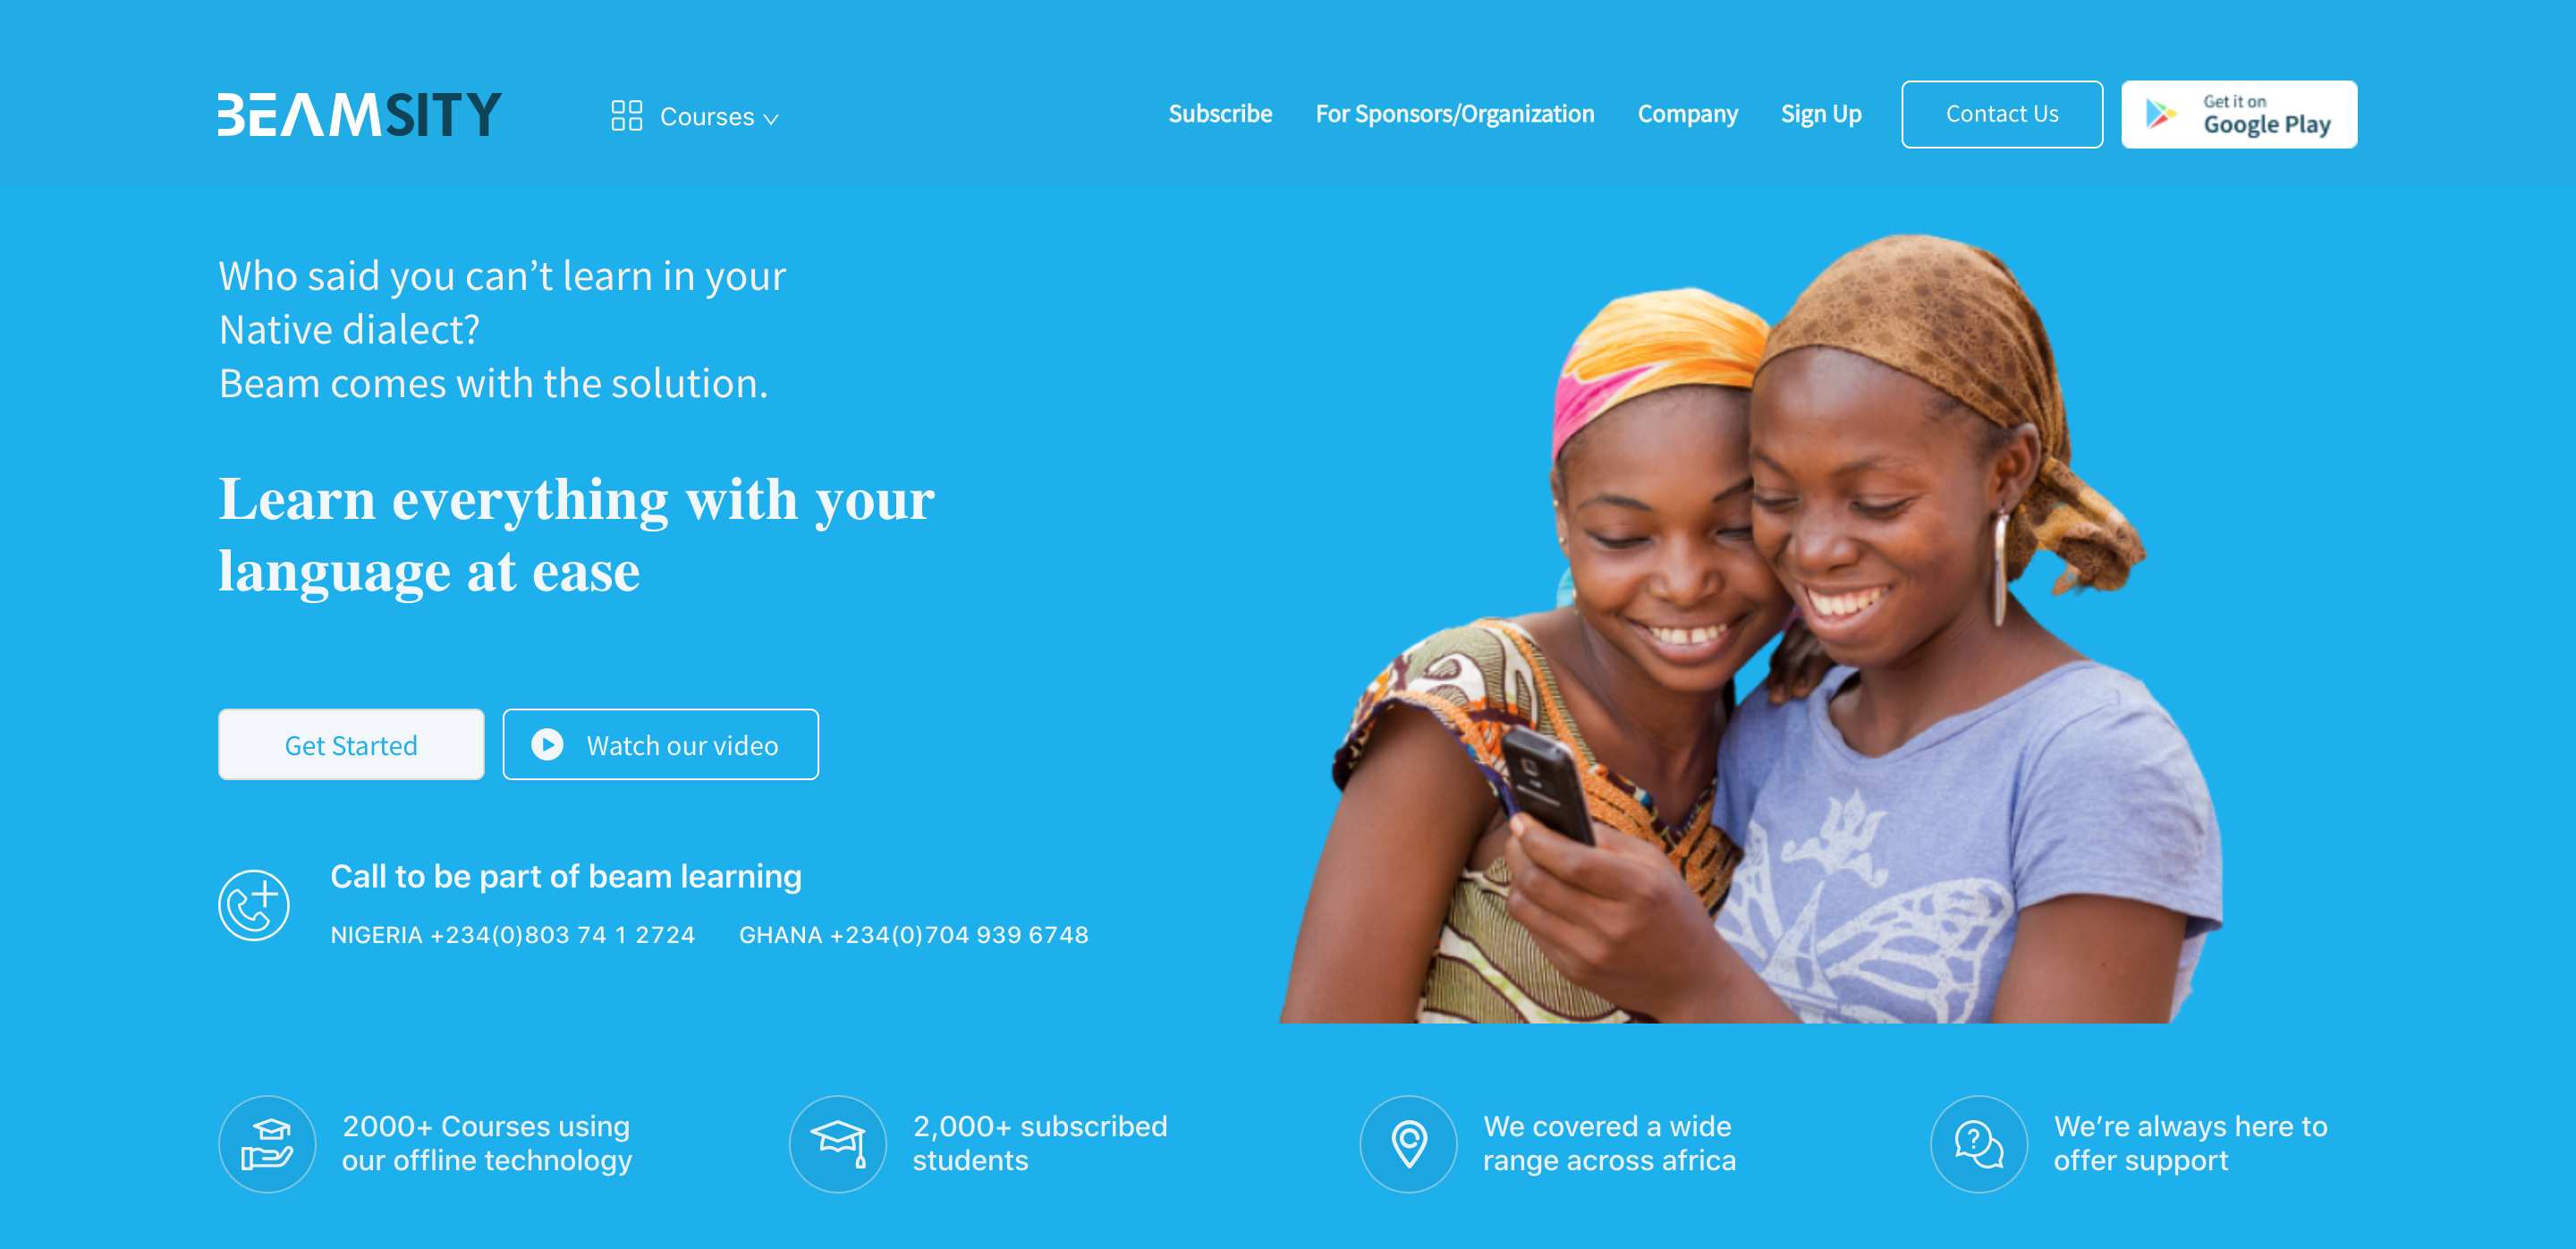 BEAMSITY
Courses
Subscribe
For Sponsors/Organization
Company
Sign Up
Contact Us
Get it on
Google Play
Who said you can’t learn in your
Native dialect?
Beam comes with the solution.
Learn everything with your
language at ease
Get Started
Watch our video
Call to be part of beam learning
NIGERIA +234(0)803 74 1 2724
GHANA +234(0)704 939 6748
2000+ Courses using
our offline technology
2,000+ subscribed
students
We covered a wide
range across africa
We’re always here to
offer support